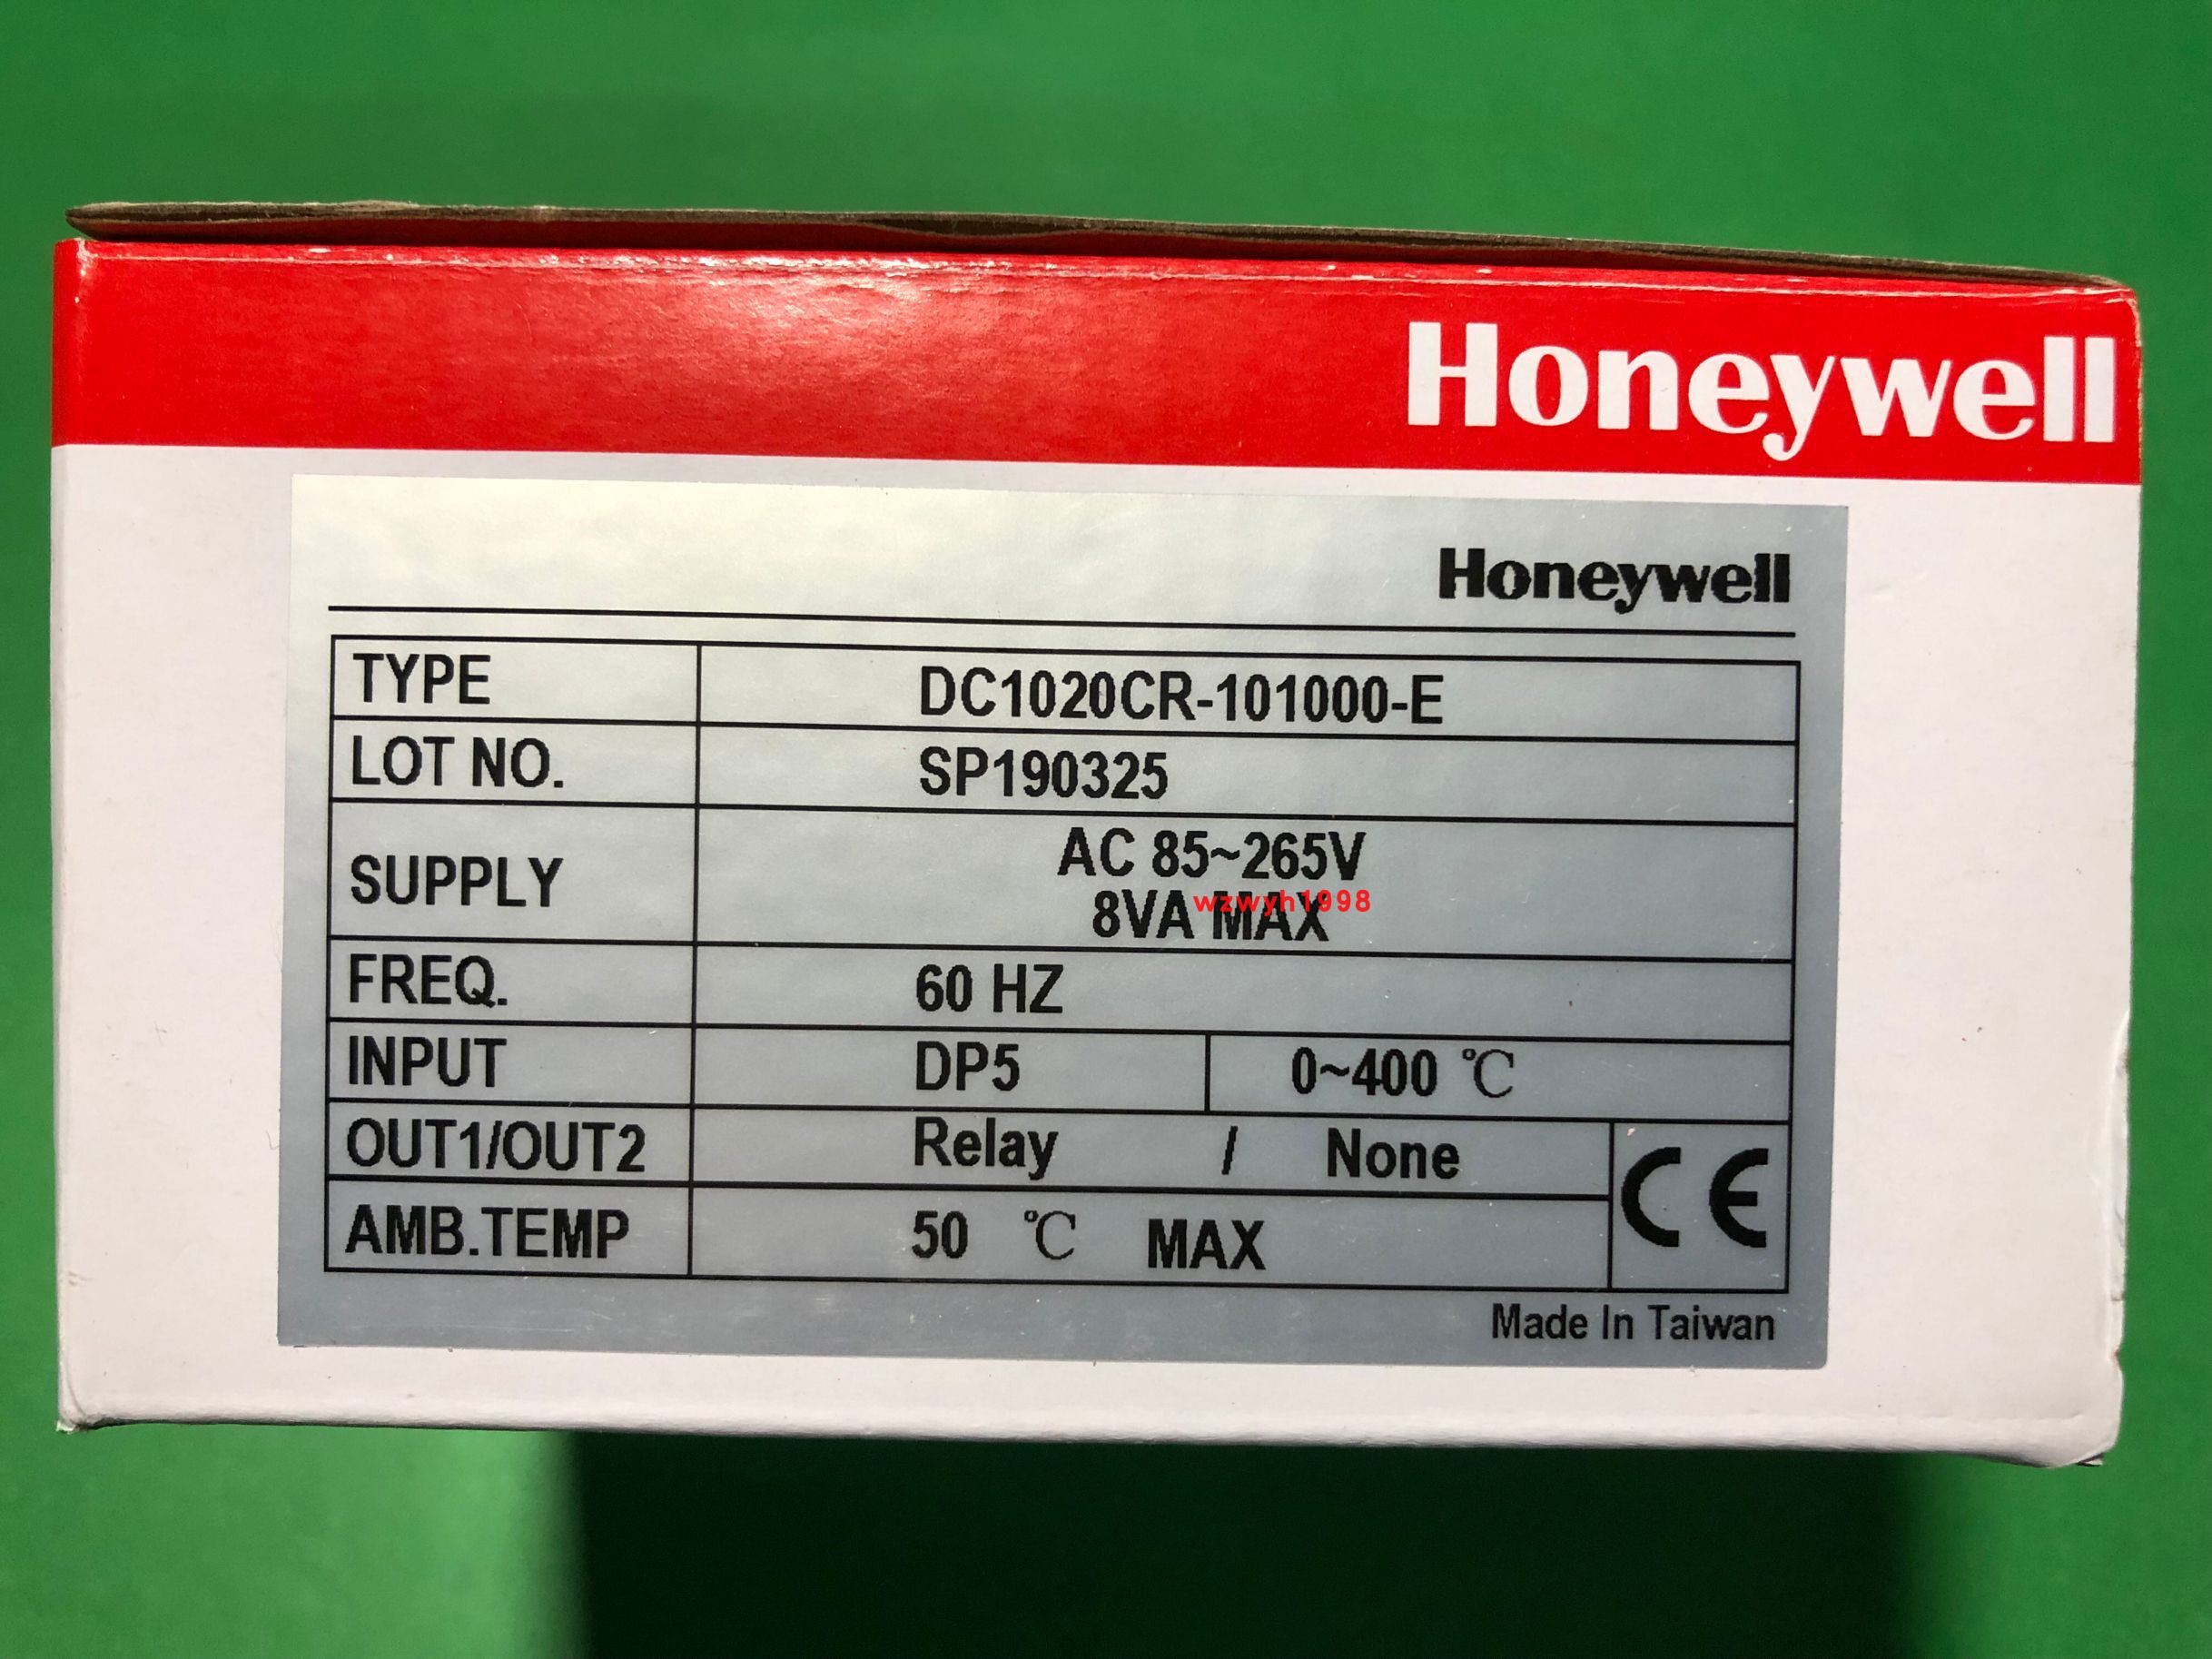 Honeywell
Honeywell
TYPE DC1020CR-101000-E
LOT NO. SP190325
SUPPLY AC 85~265V
8VA MAX
wzwyh1998
FREQ. 60 HZ
INPUT DP5 0~400 ℃
OUT1/OUT2 Relay / None
AMB.TEMP 50 ℃ MAX
CE
Made In Taiwan